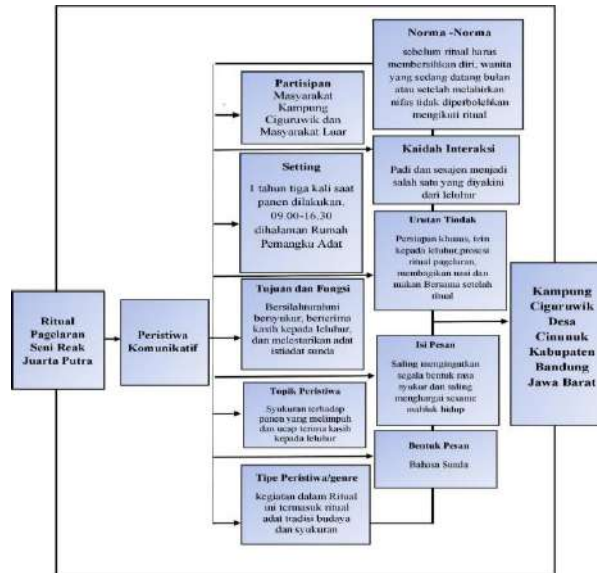 Ritual
Pagelaran
Seni Reak
Juarta Putra
Peristiwa
Komunikatif
Partisipan
Masyarakat
Kampung
Ciguruwik dan
Masyarakat Luar
Setting
1 tahun tiga kali saat
panen dilakukan,
09.00-16.30
dihalaman Rumah
Pemangku Adat
Tujuan dan Fungsi
Bersilahturahmi
bersyukur, berterima
kasih kepada leluhur,
dan melestarikan adat
istiadat sunda
Topik Peristiwa
Syukuran terhadap
panen yang melimpah
dan ucap terima kasih
kepada leluhur
Tipe Peristiwa/genre
kegiatan dalam Ritual
ini termasuk ritual
adat tradisi budaya
dan syukuran
Norma -Norma
sebelum ritual harus
membersihkan diri, wanita
yang sedang datang bulan
atau setelah melahirkan
nifas tidak diperbolehkan
mengikuti ritual
Kaidah Interaksi
Padi dan sesajen menjadi
salah satu yang diyakini
dari leluhur
Urutan Tindak
Persiapan khusus, izin
kepada leluhur, prosesi
ritual pagelaran,
membagikan nasi dan
makan Bersama setelah
ritual
Isi Pesan
Saling mengingatkan
segala bentuk rasa
syukur dan saling
menghargai sesame
mahluk hidup
Bentuk Pesan
Bahasa Sunda
Kampung
Ciguruwik
Desa
Cinunuk
Kabupaten
Bandung
Jawa Barat